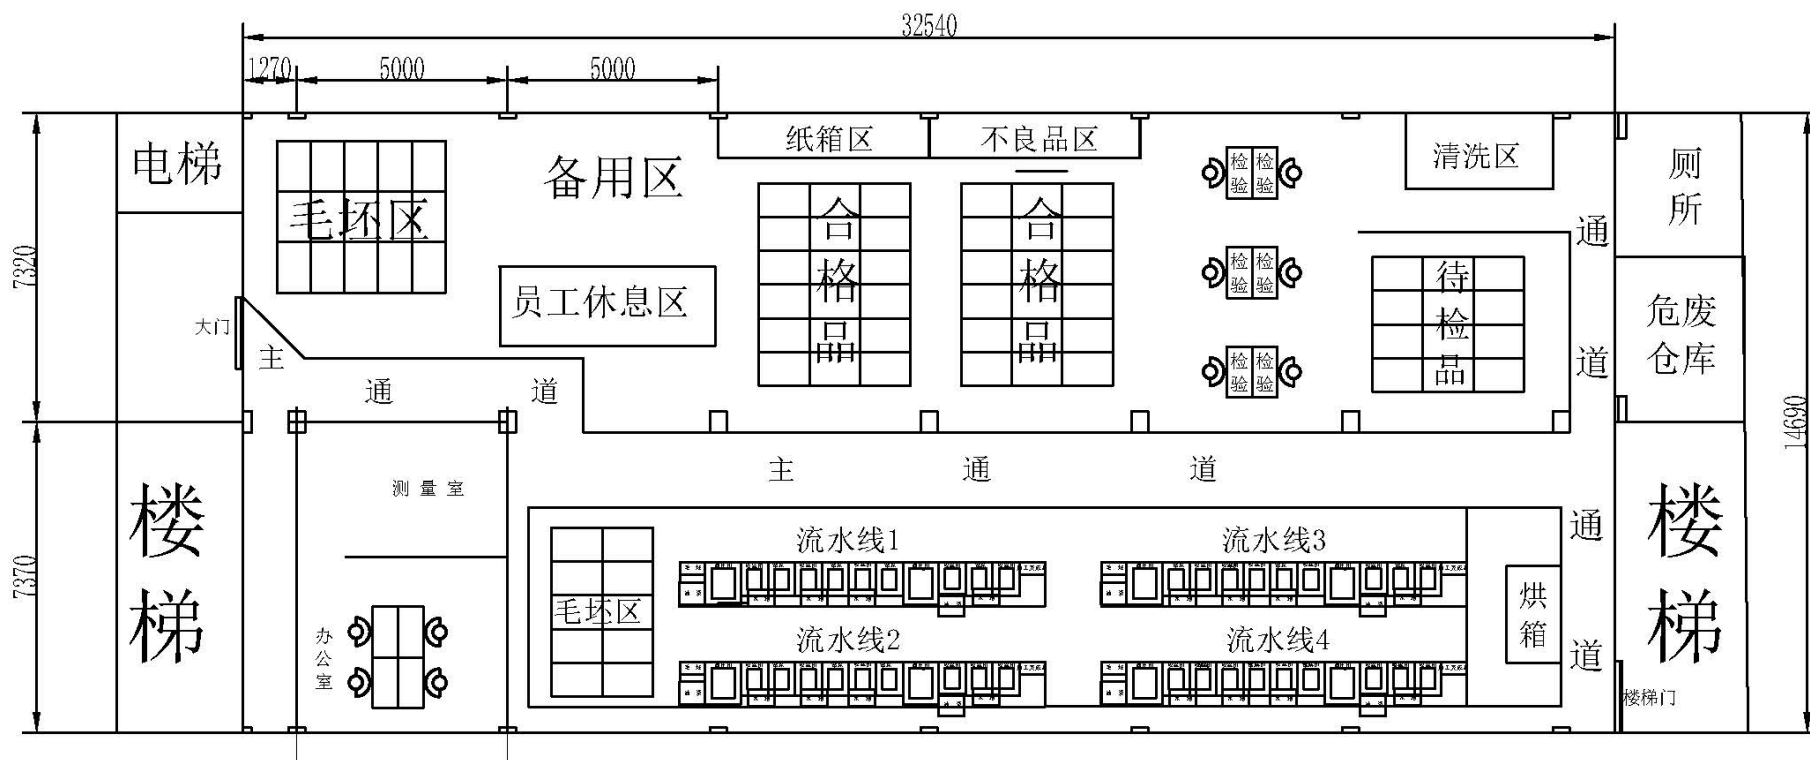 32540
1270
5000
5000
电梯
毛坯区
备用区
纸箱区
不良品区
检验
检验
清洗区
厕所
合格品
合格品
检验
检验
待检品
通道
7320
员工休息区
危废仓库
大门
主通道
检验
检验
14690
主通道
楼梯
测量室
7370
办公室
毛坯区
流水线1
流水线3
流水线2
流水线4
烘箱
通道
楼梯
楼梯门